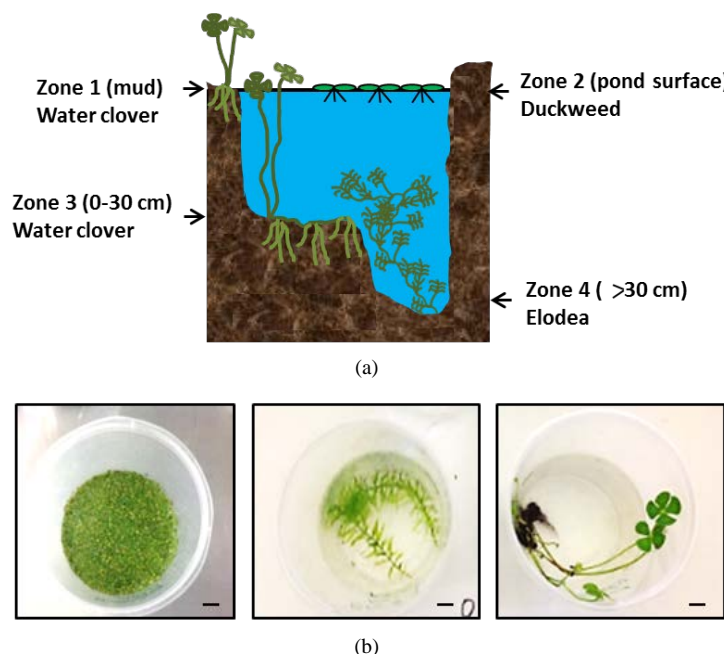 Zone 1 (mud)
Water clover
Zone 2 (pond surface)
Duckweed
Zone 3 (0-30 cm)
Water clover
Zone 4 ( >30 cm)
Elodea
(a)
(b)